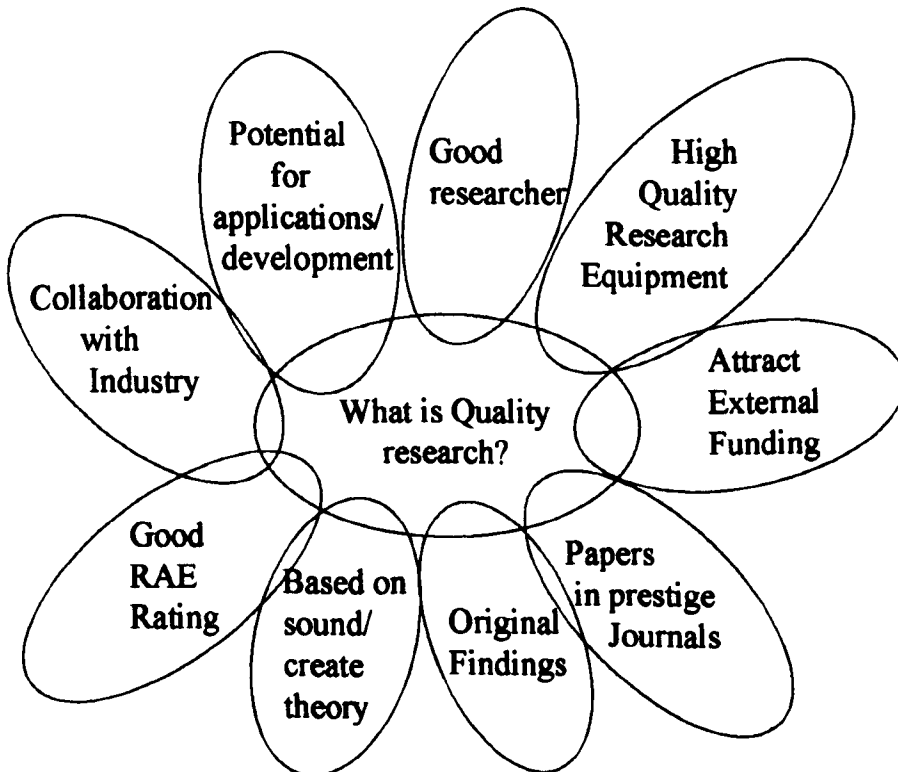 Potential
for
applications/
development
Good
researcher
High
Quality
Research
Equipment
Collaboration
with
Industry
Attract
External
Funding
What is Quality
research?
Good
RAE
Rating
Based on
sound/
create
theory
Original
Findings
Papers
in prestige
Journals